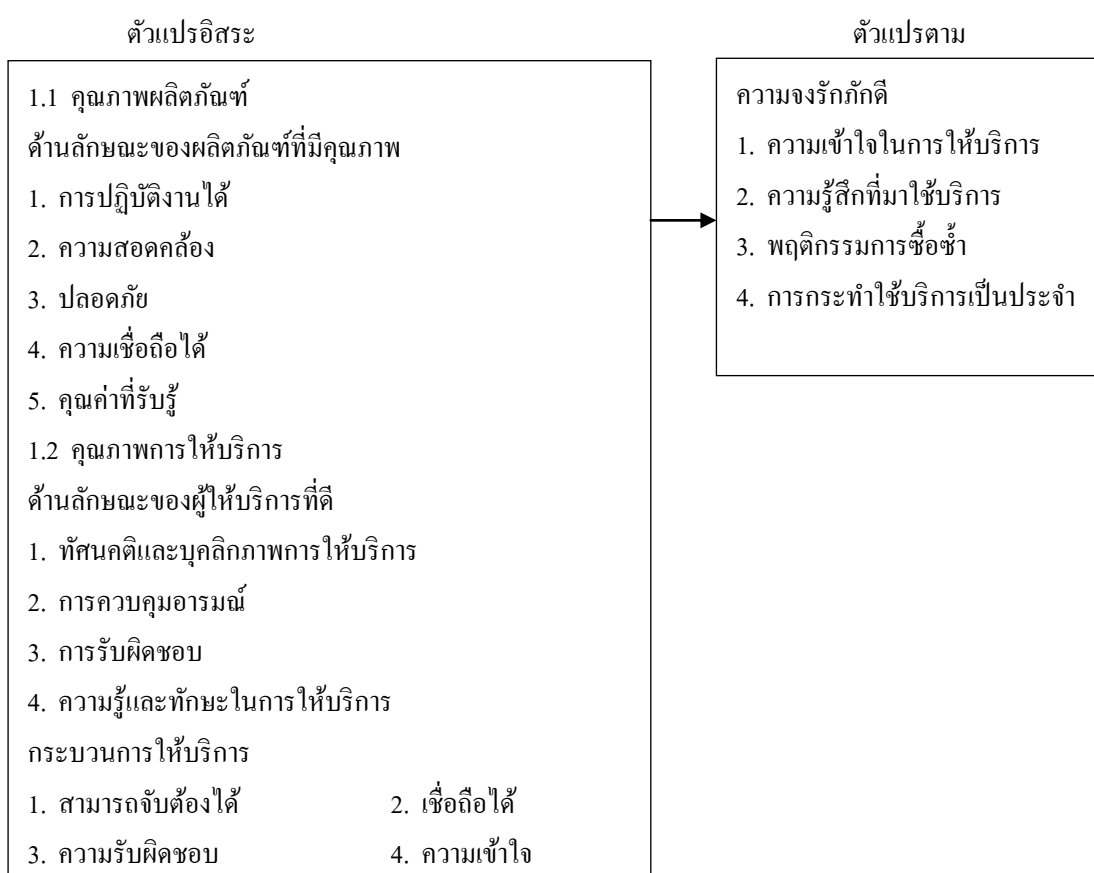 ตัวแปรอิสระ
ตัวแปรตาม
1.1 คุณภาพผลิตภัณฑ์
ด้านลักษณะของผลิตภัณฑ์ที่มีคุณภาพ
1. การปฏิบัติงานได้
2. ความสอดคล้อง
3. ปลอดภัย
4. ความเชื่อถือได้
5. คุณค่าที่รับรู้
1.2 คุณภาพการให้บริการ
ด้านลักษณะของผู้ให้บริการที่ดี
1. ทัศนคติและบุคลิกภาพการให้บริการ
2. การควบคุมอารมณ์
3. การรับผิดชอบ
4. ความรู้และทักษะในการให้บริการ
กระบวนการให้บริการ
1. สามารถจับต้องได้ 2. เชื่อถือได้
3. ความรับผิดชอบ 4. ความเข้าใจ
ความจงรักภักดี
1. ความเข้าใจในการให้บริการ
2. ความรู้สึกที่มาใช้บริการ
3. พฤติกรรมการซื้อซ้ำ
4. การกระทำใช้บริการเป็นประจำ